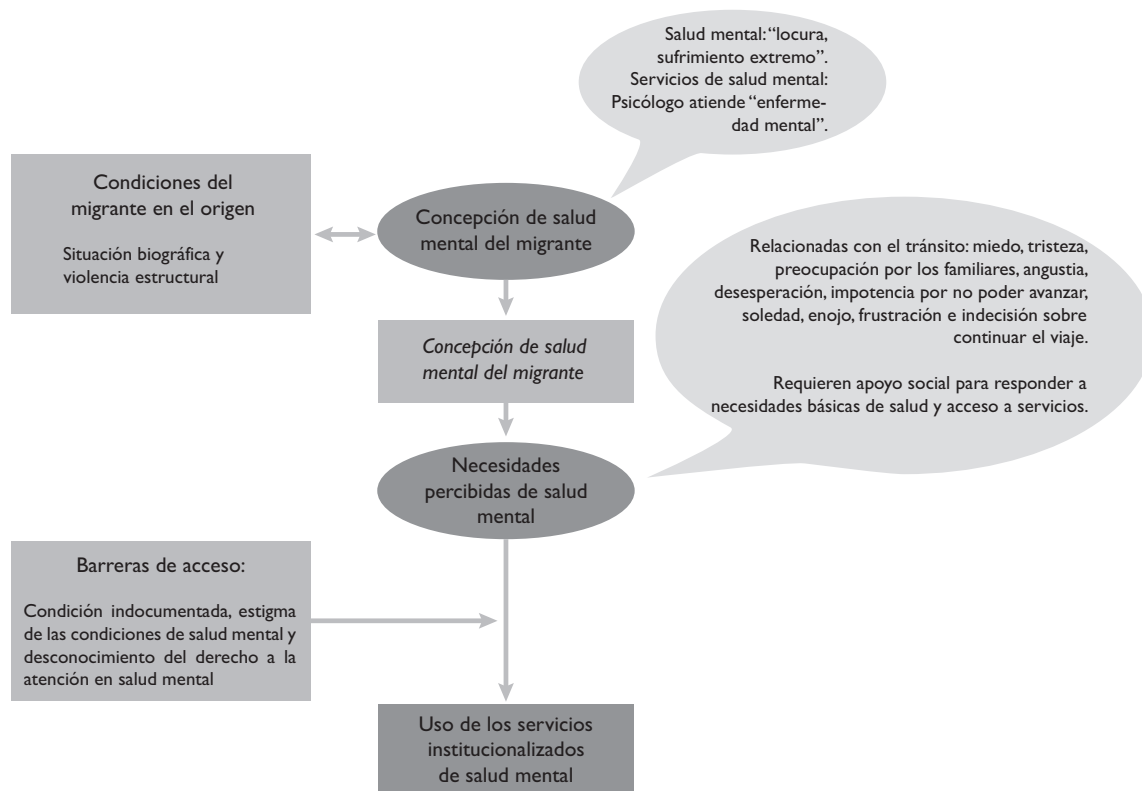 Salud mental: “locura,
sufrimiento extremo”.
Servicios de salud mental:
Psicólogo atiende “enferme-
dad mental”.
Condiciones del
migrante en el origen
Situación biográfica y
violencia estructural
Concepción de salud
mental del migrante
Relacionadas con el tránsito: miedo, tristeza,
preocupación por los familiares, angustia,
desesperación, impotencia por no poder avanzar,
soledad, enojo, frustración e indecisión sobre
continuar el viaje.
Requieren apoyo social para responder a
necesidades básicas de salud y acceso a servicios.
Concepción de salud
mental del migrante
Necesidades
percibidas de salud
mental
Barreras de acceso:
Condición indocumentada, estigma
de las condiciones de salud mental y
desconocimiento del derecho a la
atención en salud mental
Uso de los servicios
institucionalizados
de salud mental